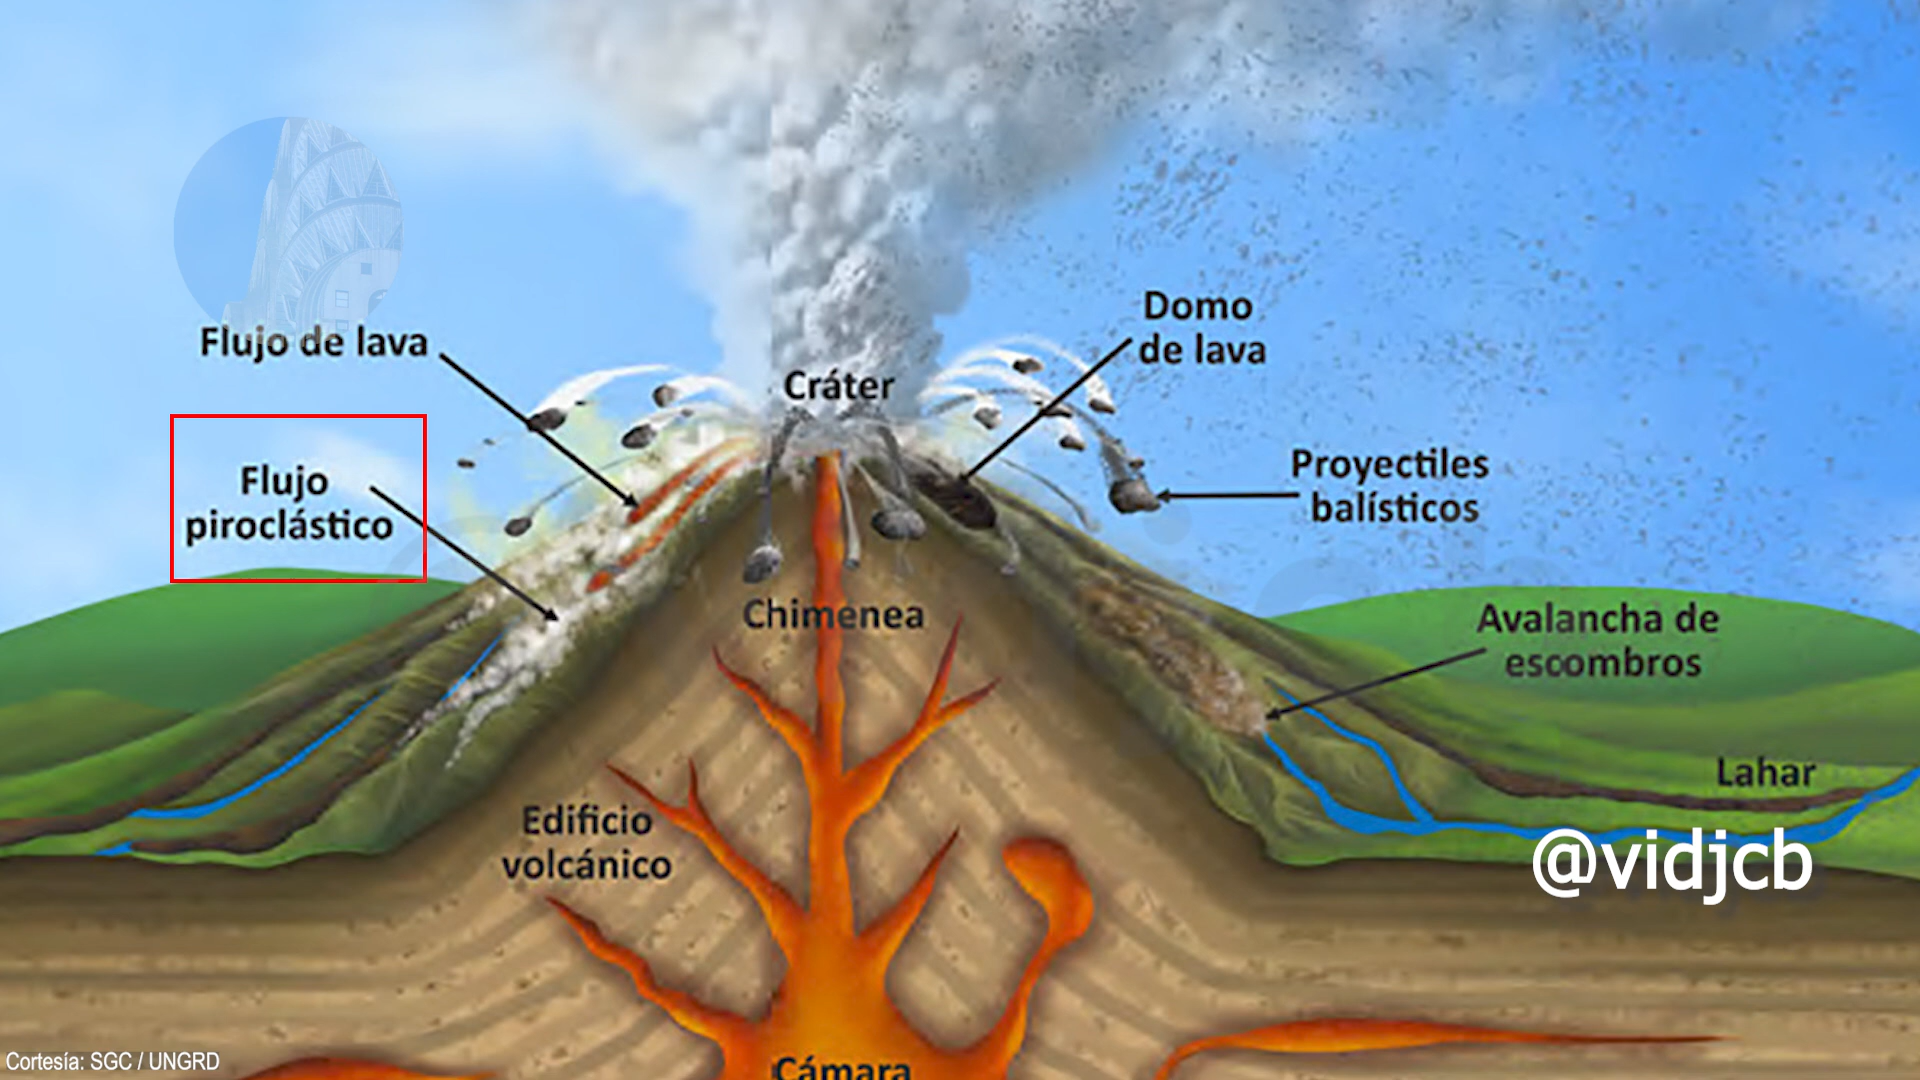 Flujo de lava
Domo
de lava
Cráter
Flujo
piroclástico
Proyectiles
balísticos
Chimenea
Avalancha de
escombros
Lahar
Edificio
volcánico
@vidjcb
Cortesía: SGC / UNGRD
Cámara